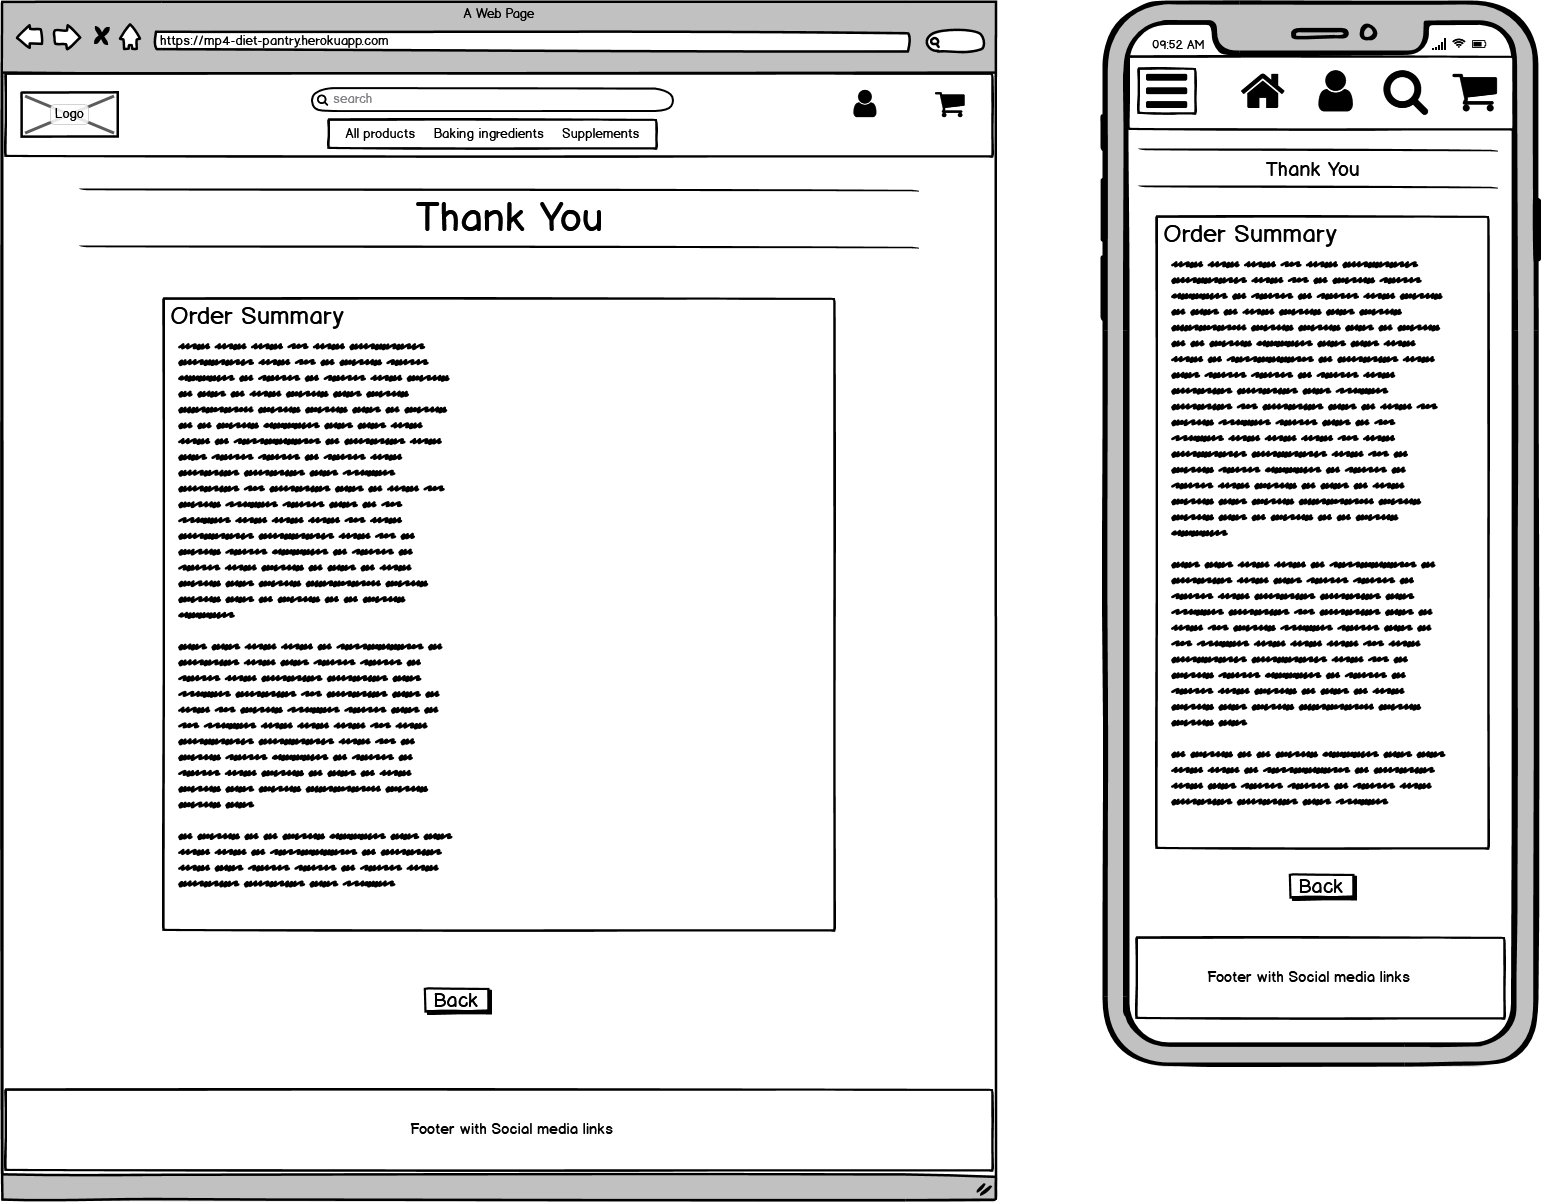 A Web Page
https://mp4-diet-pantry.herokuapp.com
Logo
search
All products Baking ingredients Supplements
Thank You
Order Summary
Back
Footer with Social media links
09:52 AM
Thank You
Order Summary
Back
Footer with Social media links